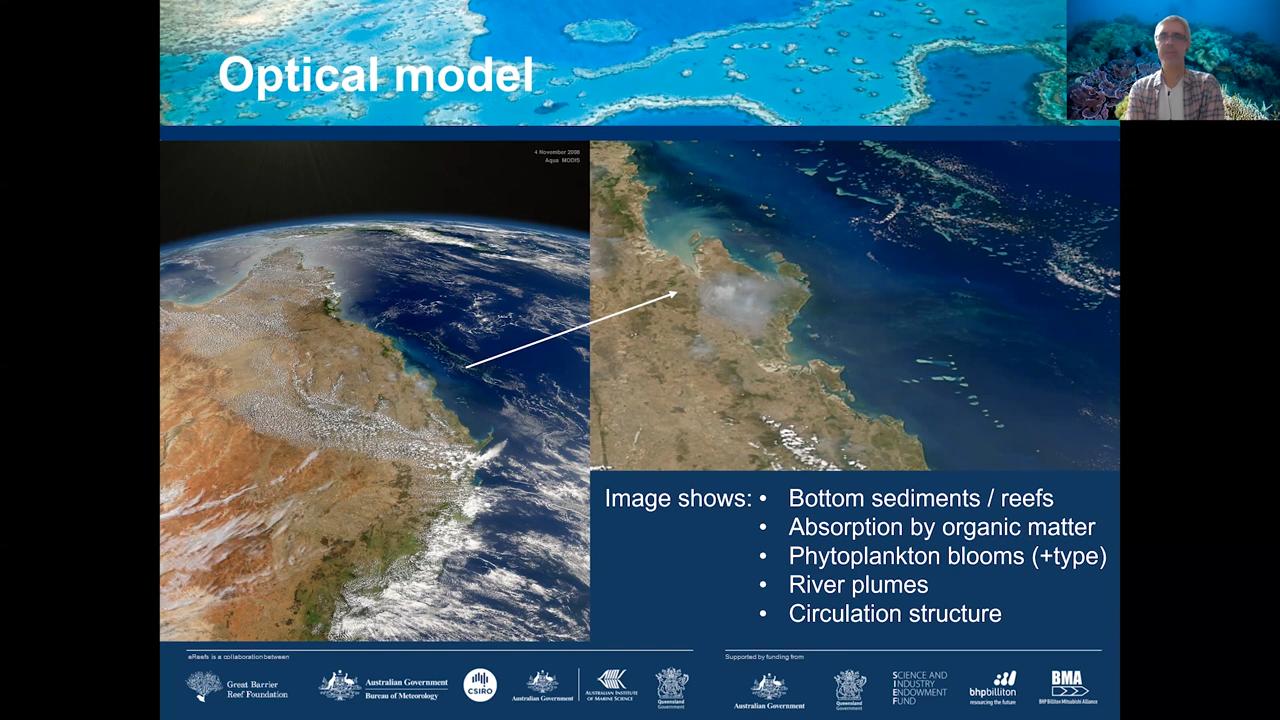 Optical model
4 November 2008
Aqua MODIS
Image shows:
• Bottom sediments / reefs
• Absorption by organic matter
• Phytoplankton blooms (+type)
• River plumes
• Circulation structure
eReefs is a collaboration between
Great Barrier
Reef Foundation
Australian Government
Bureau of Meteorology
CSIRO
Australian Government
AUSTRALIAN INSTITUTE
OF MARINE SCIENCE
Queensland
Government
Supported by funding from
Australian Government
Queensland
Government
SCIENCE AND
INDUSTRY
ENDOWMENT
FUND
bhpbilliton
resourcing the future
BMA
BHP Billiton Mitsubishi Alliance